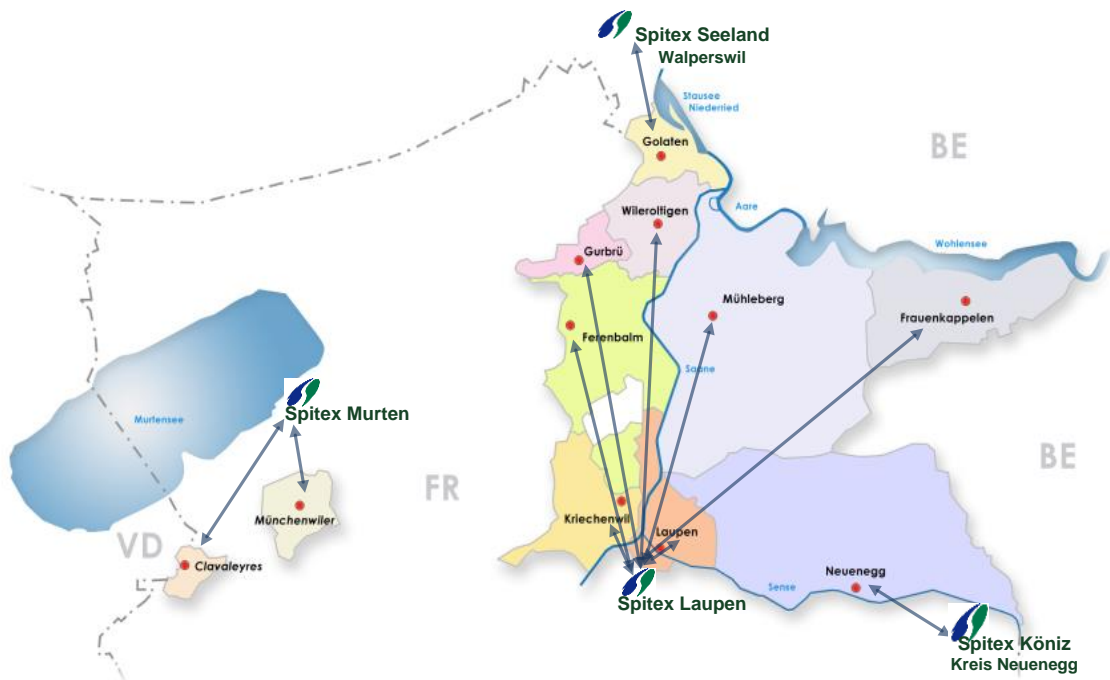 Spitex Seeland
Walperswil
Stausee
Niederried
Golaten
BE
Wileroltigen
Aare
Gurbrü
Wohlensee
Mühleberg
Frauenkappelen
Ferenbalm
Saane
Spitex Murten
Murtensee
BE
FR
Münchenwiler
Kriechenwil
Laupen
VD
Clavaleyres
Neuenegg
Sense
Spitex Laupen
Spitex Köniz
Kreis Neuenegg